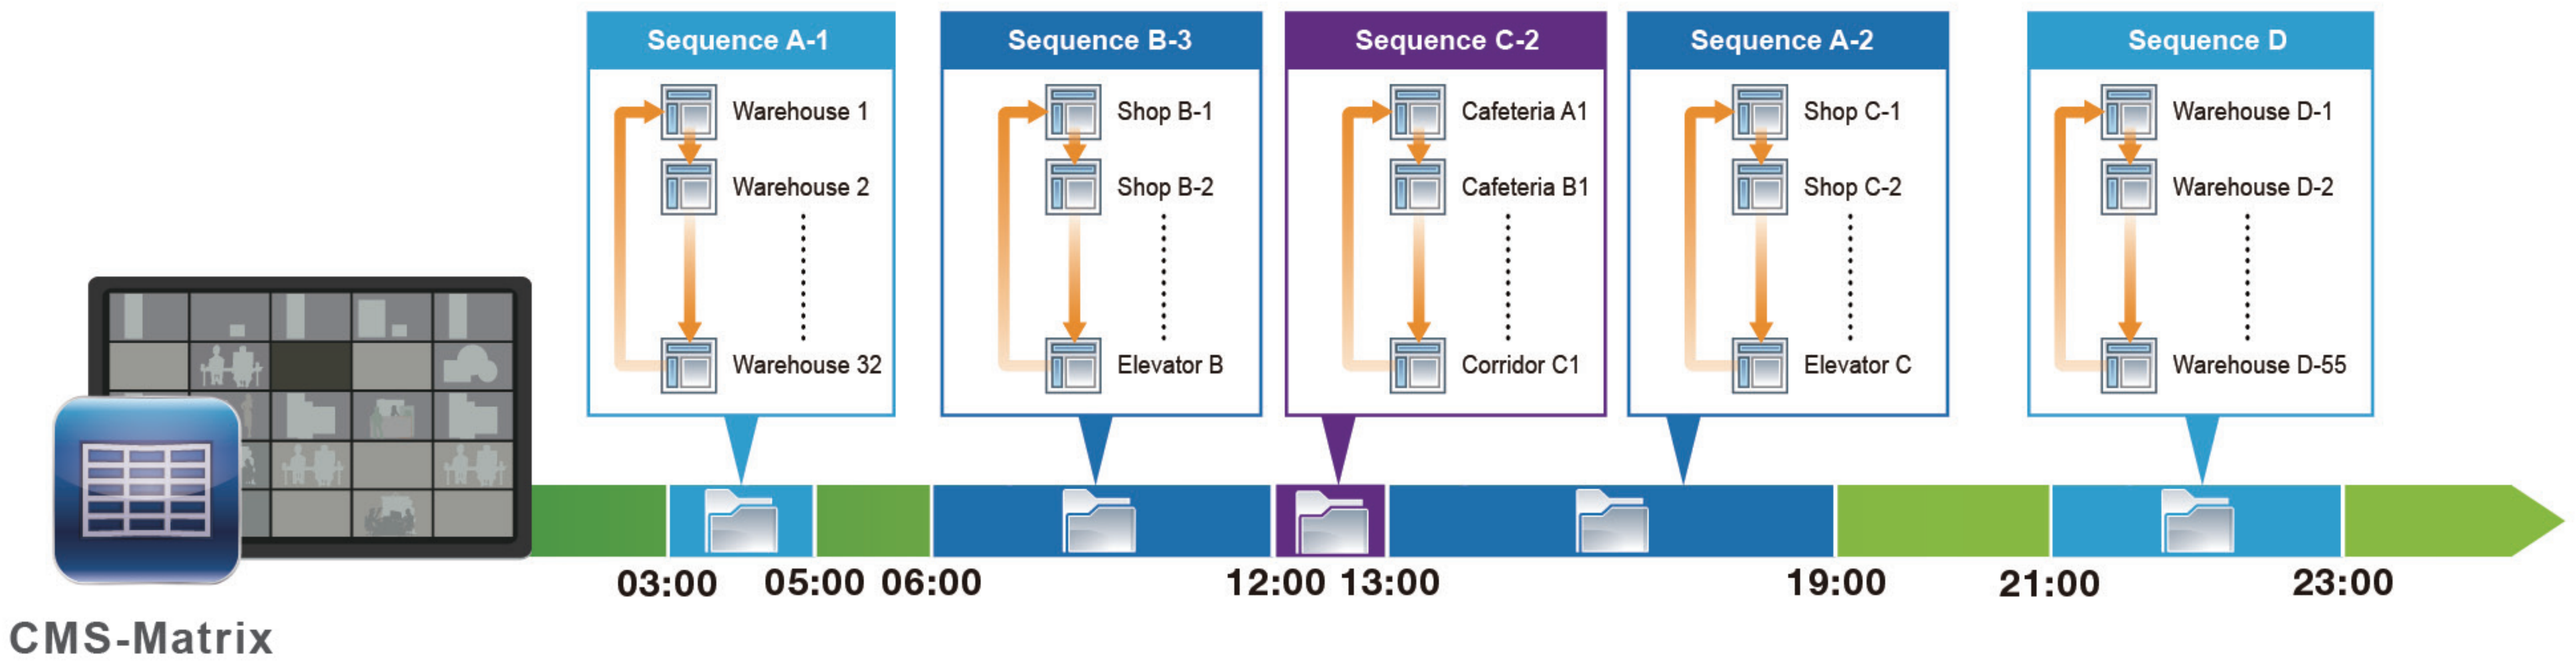 Sequence A-1
Warehouse 1
Warehouse 2
Warehouse 32
Sequence B-3
Shop B-1
Shop B-2
Elevator B
Sequence C-2
Cafeteria A1
Cafeteria B1
Corridor C1
Sequence A-2
Shop C-1
Shop C-2
Elevator C
Sequence D
Warehouse D-1
Warehouse D-2
Warehouse D-55
03:00 05:00 06:00 12:00 13:00 19:00 21:00 23:00
CMS-Matrix